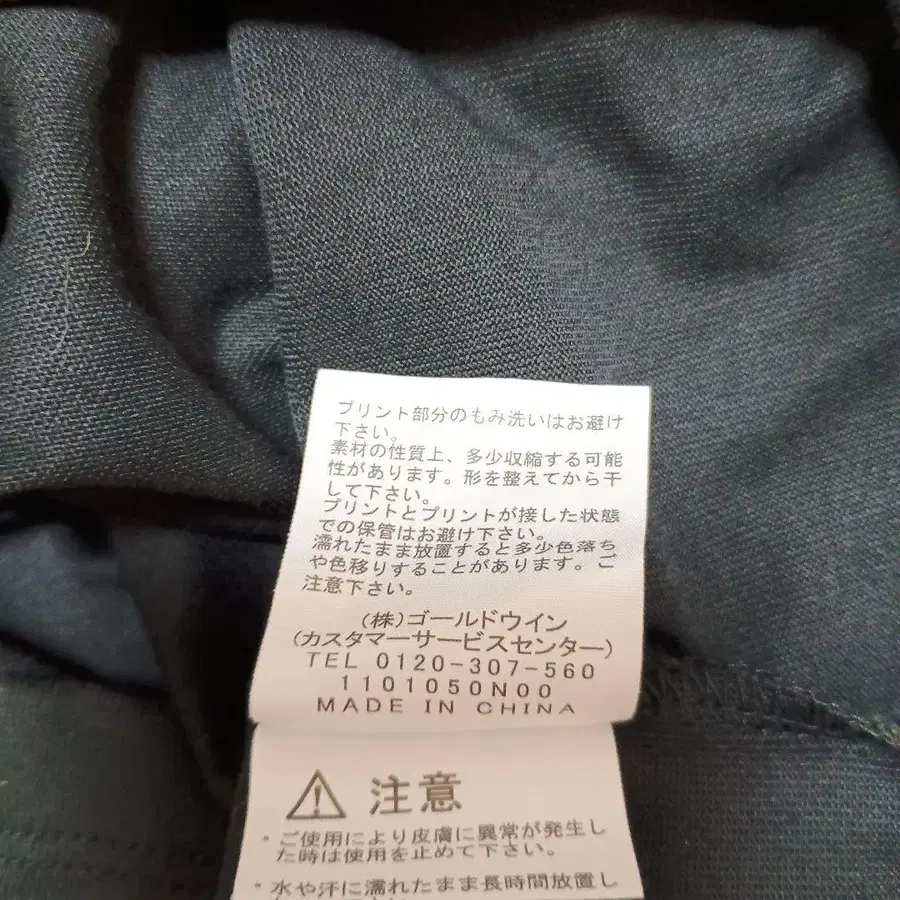 プリント部分のもみ洗いはお避け
下さい。
素材の性質上、多少収縮する可能
性があります。形を整えてから干
して下さい。
プリントとプリントが接した状態
での保管はお避け下さい。
濡れたまま放置すると多少色落ち
や色移りすることがあります。ご
注意下さい。
(株)ゴールドウイン
(カスタマーサービスセンター)
TEL 0120-307-560
1101050N00
MADE IN CHINA
注意
・ご使用により皮膚に異常が発生し
た時は使用を止めて下さい。
・水や汗に濡れたまま長時間放置し